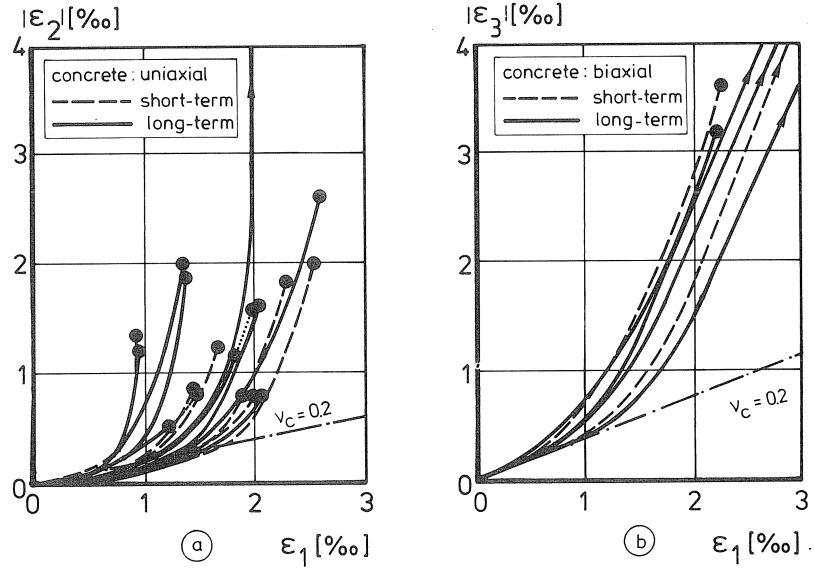 |ε₂|[‰]
4
3
2
1
0
concrete: uniaxial
short-term
long-term
ν_c = 0.2
0 1 2 3
a
ε₁[‰]
|ε₃|[‰]
4
3
2
1
0
concrete: biaxial
short-term
long-term
ν_c = 0.2
0 1 2 3
b
ε₁[‰]